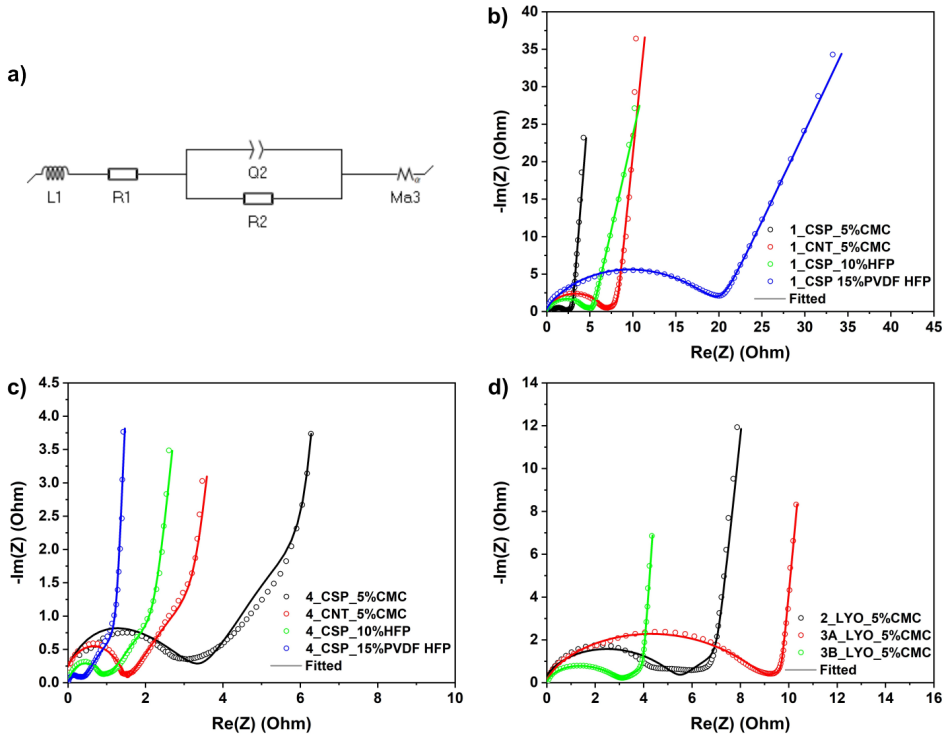 a)
L1
R1
Q2
R2
Ma3
α
b)
-Im(Z) (Ohm)
40
35
30
25
20
15
10
5
0
1_CSP_5%CMC
1_CNT_5%CMC
1_CSP_10%HFP
1_CSP 15%PVDF HFP
Fitted
0 5 10 15 20 25 30 35 40 45
Re(Z) (Ohm)
c)
-Im(Z) (Ohm)
4.5
4.0
3.5
3.0
2.5
2.0
1.5
1.0
0.5
0.0
4_CSP_5%CMC
4_CNT_5%CMC
4_CSP_10%HFP
4_CSP_15%PVDF HFP
Fitted
0 2 4 6 8 10
Re(Z) (Ohm)
d)
-Im(Z) (Ohm)
14
12
10
8
6
4
2
0
2_LYO_5%CMC
3A_LYO_5%CMC
3B_LYO_5%CMC
Fitted
0 2 4 6 8 10 12 14 16
Re(Z) (Ohm)